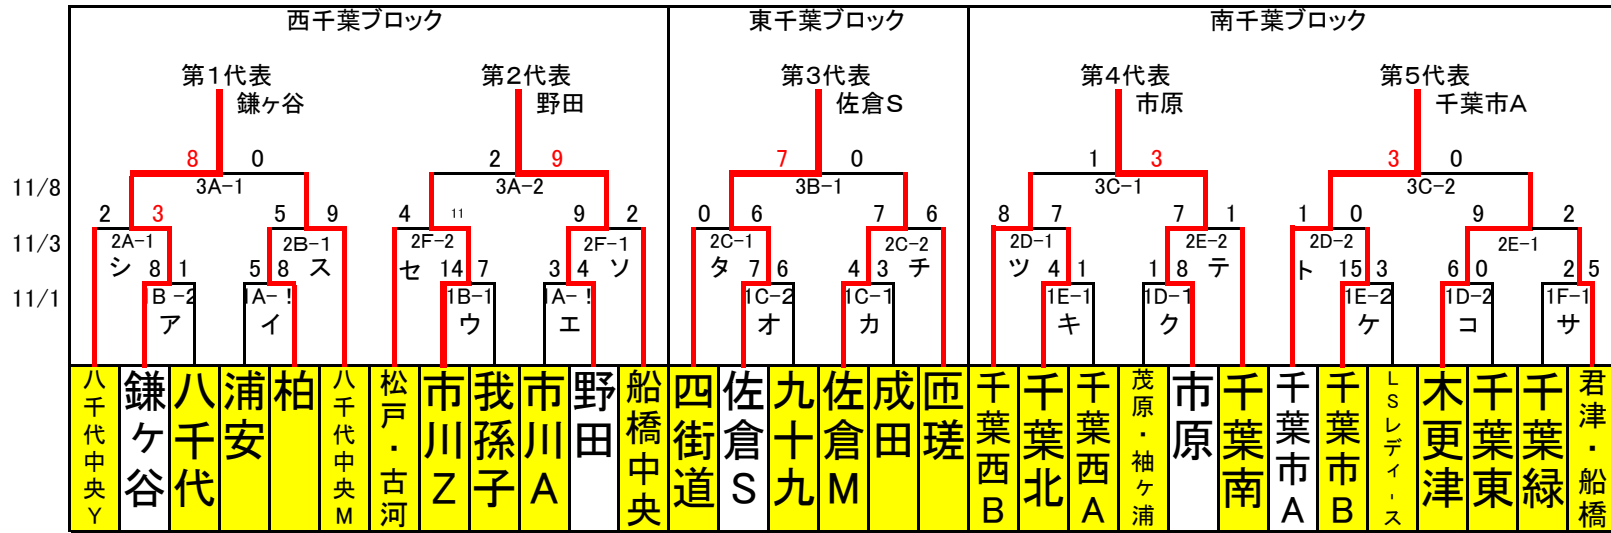 西千葉ブロック 東千葉ブロック 南千葉ブロック
第1代表 第2代表 第3代表 第4代表 第5代表
鎌ヶ谷 野田 佐倉S 市原 千葉市A
8 0 2 9 7 0 1 3 3 0
11/8 3A-1 3A-2 3B-1 3C-1 3C-2
2 3 5 9 4 11 9 2 0 6 7 6 8 7 7 1 1 0 9 2
11/3 2A-1 2B-1 2F-2 2F-1 2C-1 2C-2 2D-1 2E-2 2D-2 2E-1
シ ス セ ソ タ チ ツ テ ト
8 1 5 8 14 7 3 4 7 6 4 3 4 1 1 8 15 3 6 0 2 5
11/1 1B-2 1A-! 1B-1 1A-! 1C-2 1C-1 1E-1 1D-1 1E-2 1D-2 1F-1
ア イ ウ エ オ カ キ ク ケ コ サ
八千代中央Y
鎌ケ谷
八千代
浦安
柏
八千代中央M
松戸・古河
市川Z
我孫子
市川A
野田
船橋中央
四街道
佐倉S
九十九
佐倉M
成田
匝瑳
千葉西B
千葉北
千葉西A
茂原・袖ヶ浦
市原
千葉南
千葉市A
千葉市B
LSレディース
木更津
千葉東
千葉緑
君津・船橋